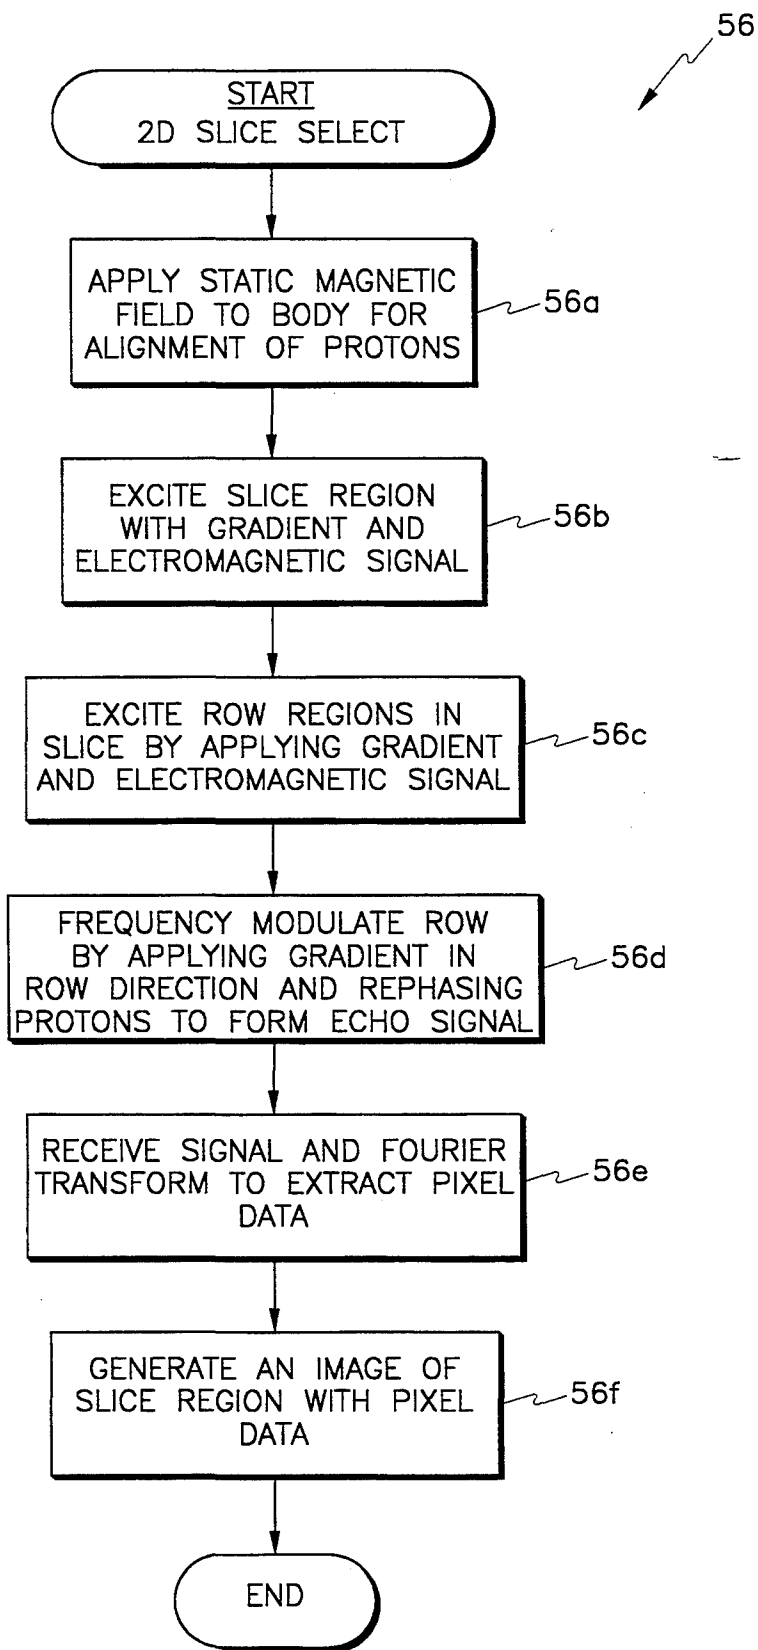 56
START
2D SLICE SELECT
APPLY STATIC MAGNETIC
FIELD TO BODY FOR
ALIGNMENT OF PROTONS
56a
EXCITE SLICE REGION
WITH GRADIENT AND
ELECTROMAGNETIC SIGNAL
56b
EXCITE ROW REGIONS IN
SLICE BY APPLYING GRADIENT
AND ELECTROMAGNETIC SIGNAL
56c
FREQUENCY MODULATE ROW
BY APPLYING GRADIENT IN
ROW DIRECTION AND REPHASING
PROTONS TO FORM ECHO SIGNAL
56d
RECEIVE SIGNAL AND FOURIER
TRANSFORM TO EXTRACT PIXEL
DATA
56e
GENERATE AN IMAGE OF
SLICE REGION WITH PIXEL
DATA
56f
END